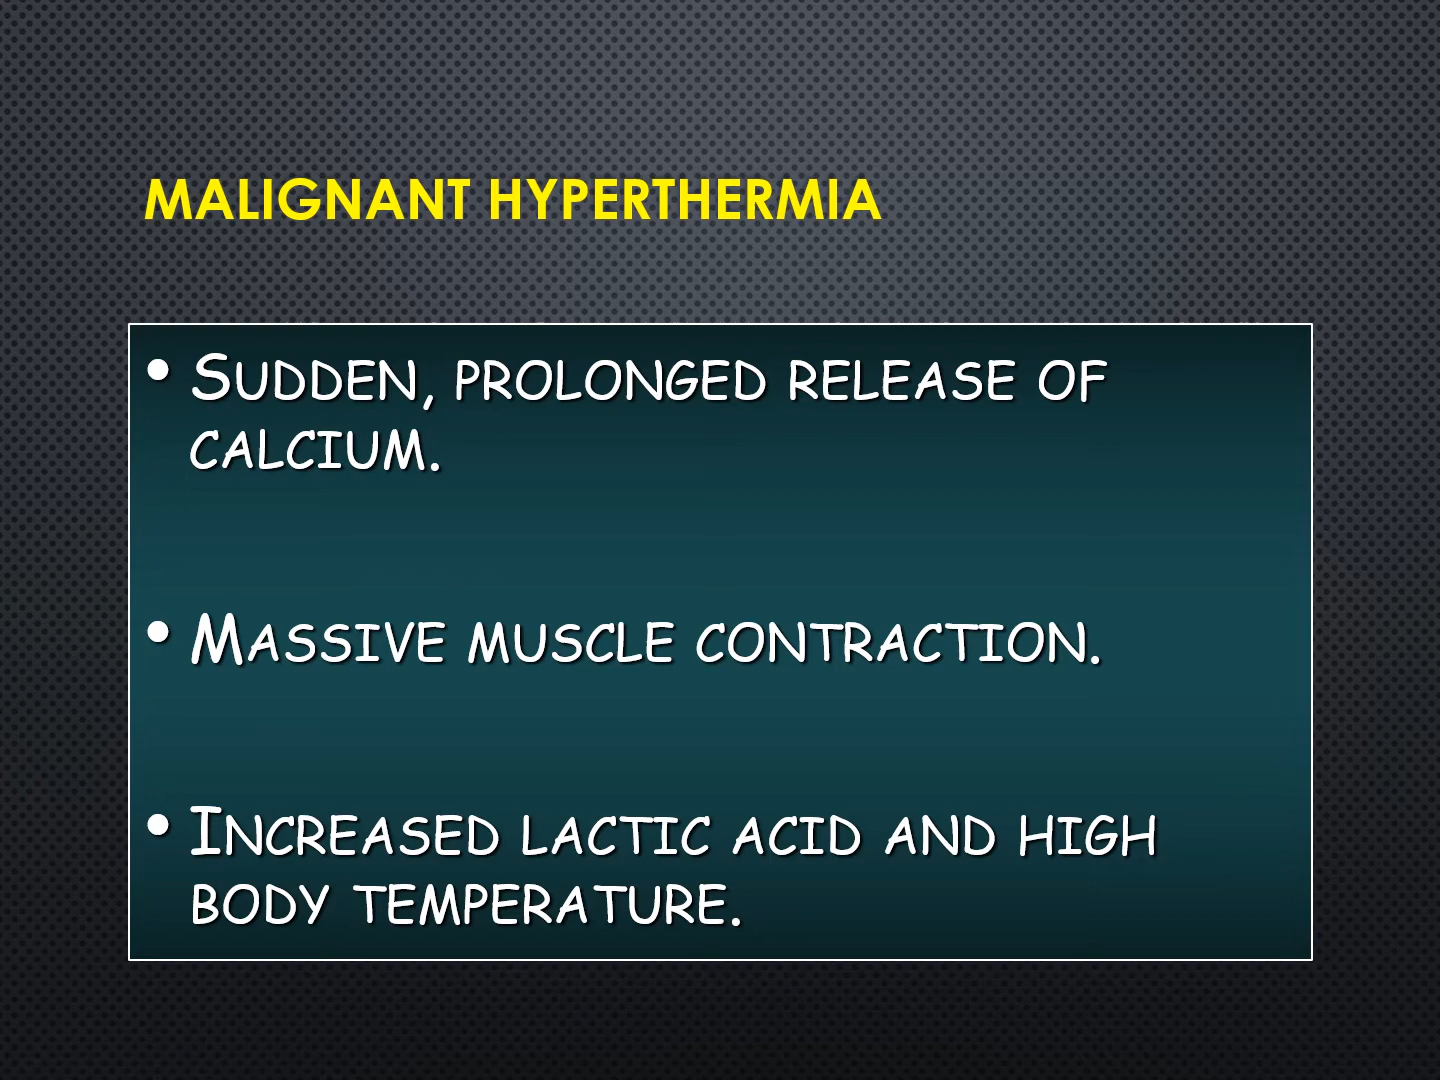 MALIGNANT HYPERTHERMIA
• SUDDEN, PROLONGED RELEASE OF
CALCIUM.
• MASSIVE MUSCLE CONTRACTION.
• INCREASED LACTIC ACID AND HIGH
BODY TEMPERATURE.